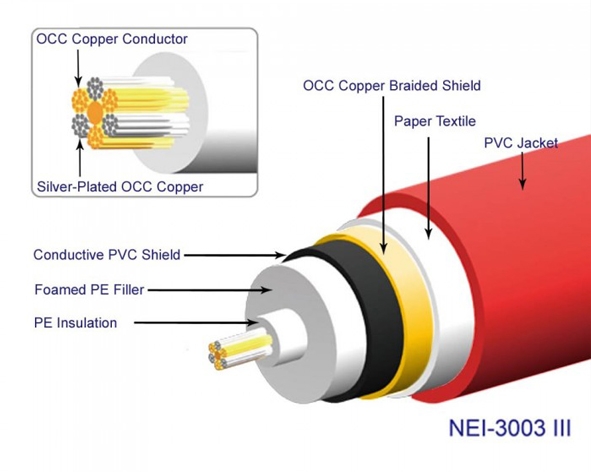 OCC Copper Conductor
Silver-Plated OCC Copper
OCC Copper Braided Shield
Paper Textile
PVC Jacket
Conductive PVC Shield
Foamed PE Filler
PE Insulation
NEI-3003 III